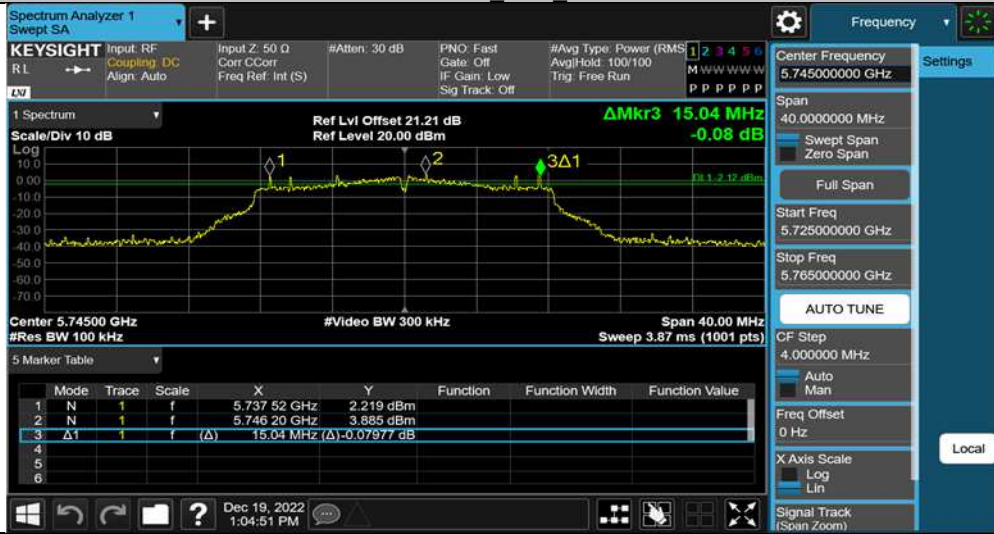 Spectrum Analyzer 1
Swept SA
+
Frequency
KEYSIGHT
R L
LXI
Input: RF
Coupling: DC
Align: Auto
Input Z: 50 Ω
Corr CCorr
Freq Ref: Int (S)
#Atten: 30 dB
PNO: Fast
Gate: Off
IF Gain: Low
Sig Track: Off
#Avg Type: Power (RMS
Avg|Hold: 100/100
Trig: Free Run
1 2 3 4 5 6
M W W W W W
P P P P P P
1 Spectrum
Scale/Div 10 dB
Ref Lvl Offset 21.21 dB
Ref Level 20.00 dBm
ΔMkr3 15.04 MHz
-0.08 dB
Log
10.0
0.00
-10.0
-20.0
-30.0
-40.0
-50.0
-60.0
-70.0
1
2
3Δ1
DL1 -2.12 dBm
Center 5.74500 GHz
#Res BW 100 kHz
#Video BW 300 kHz
Span 40.00 MHz
Sweep 3.87 ms (1001 pts)
5 Marker Table
Mode Trace Scale X Y Function Function Width Function Value
1 N 1 f 5.737 52 GHz 2.219 dBm
2 N 1 f 5.746 20 GHz 3.885 dBm
3 Δ1 1 f (Δ) 15.04 MHz (Δ) -0.07977 dB
4
5
6
?
Dec 19, 2022
1:04:51 PM
Center Frequency
5.745000000 GHz
Span
40.0000000 MHz
Swept Span
Zero Span
Full Span
Start Freq
5.725000000 GHz
Stop Freq
5.765000000 GHz
AUTO TUNE
CF Step
4.000000 MHz
Auto
Man
Freq Offset
0 Hz
X Axis Scale
Log
Lin
Signal Track
(Span Zoom)
Settings
Local